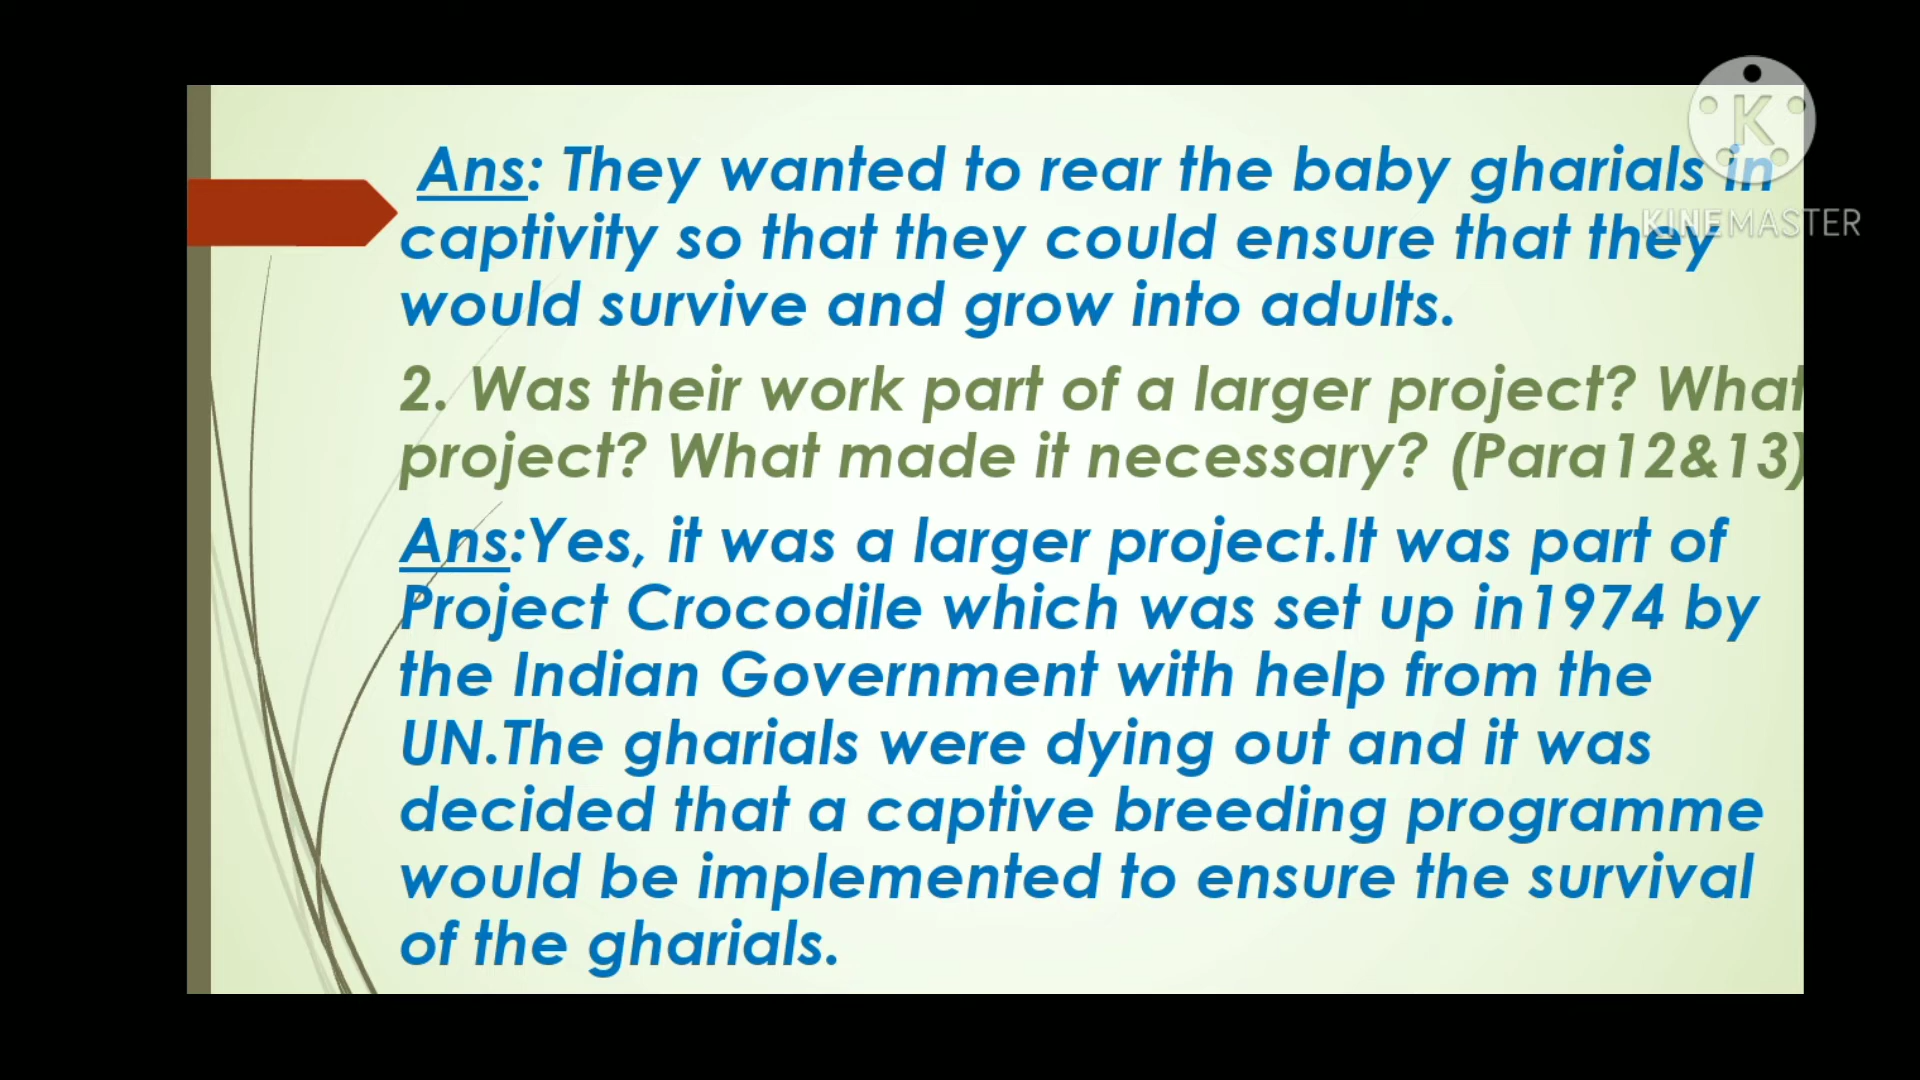 Ans: They wanted to rear the baby gharials in
captivity so that they could ensure that they
would survive and grow into adults.
2. Was their work part of a larger project? What
project? What made it necessary? (Para12&13)
Ans:Yes, it was a larger project.It was part of
Project Crocodile which was set up in1974 by
the Indian Government with help from the
UN.The gharials were dying out and it was
decided that a captive breeding programme
would be implemented to ensure the survival
of the gharials.
K
KINEMASTER